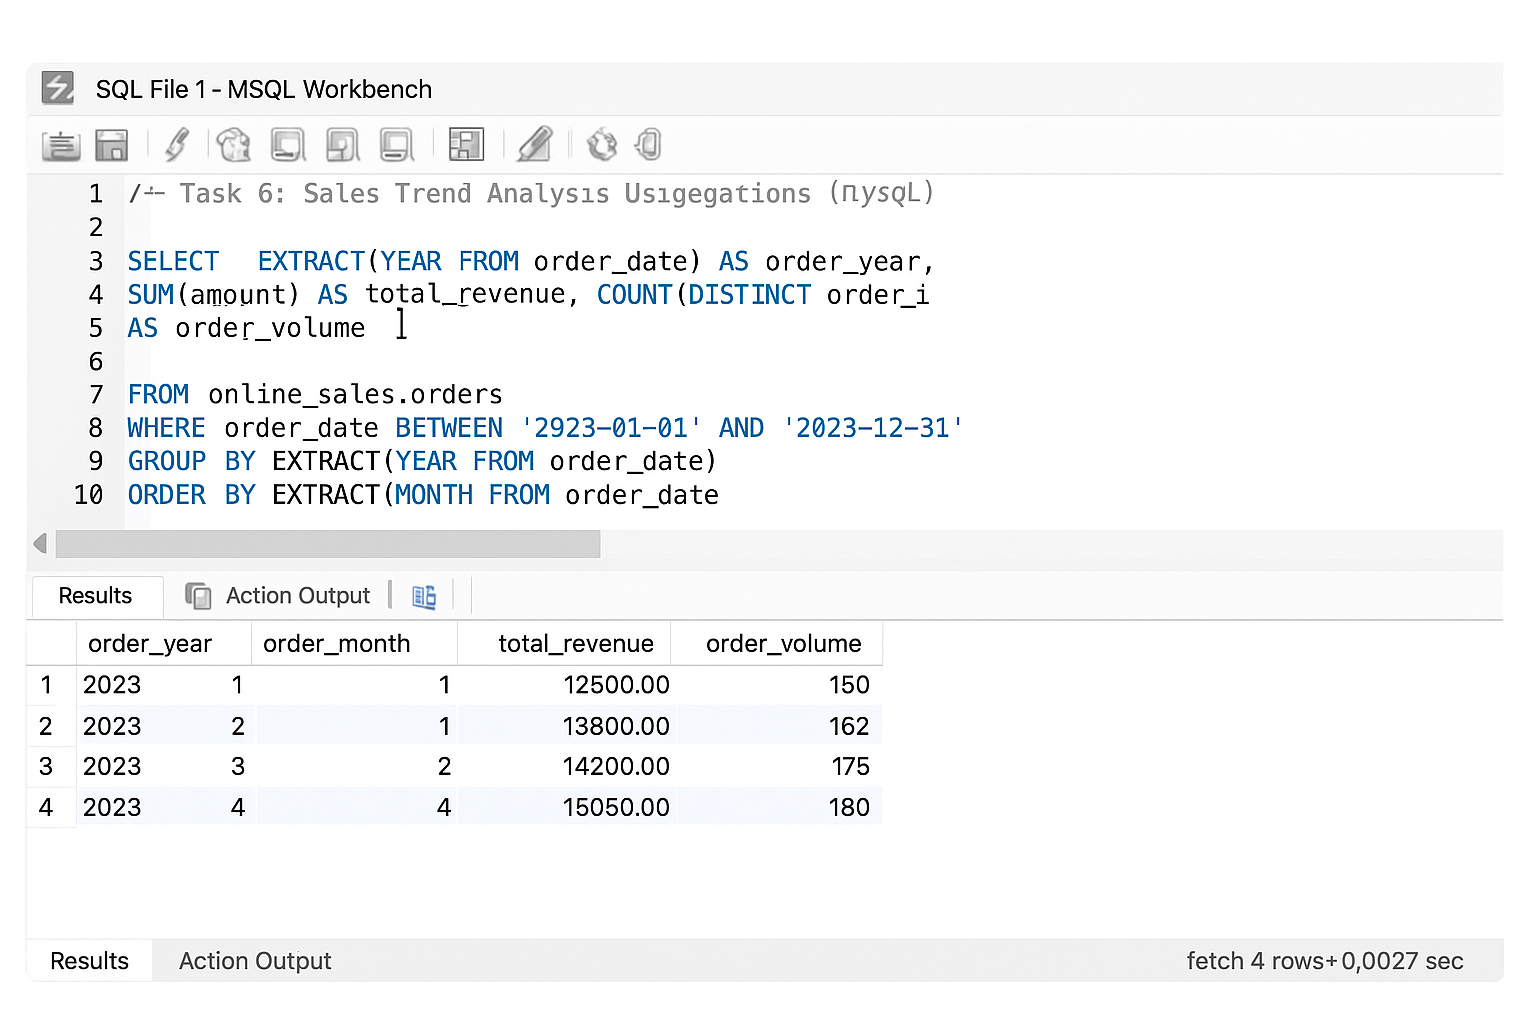 SQL File 1 - MSQL Workbench
1 /-- Task 6: Sales Trend Analysis Usıgegations (ПysqL)
2
3 SELECT EXTRACT(YEAR FROM order_date) AS order_year,
4 SUM(amount) AS total_revenue, COUNT(DISTINCT order_i
5 AS order_volume
6
7 FROM online_sales.orders
8 WHERE order_date BETWEEN '2923-01-01' AND '2023-12-31'
9 GROUP BY EXTRACT(YEAR FROM order_date)
10 ORDER BY EXTRACT(MONTH FROM order_date
Results Action Output
order_year order_month total_revenue order_volume
1 2023 1 1 12500.00 150
2 2023 2 1 13800.00 162
3 2023 3 2 14200.00 175
4 2023 4 4 15050.00 180
Results Action Output fetch 4 rows+0,0027 sec